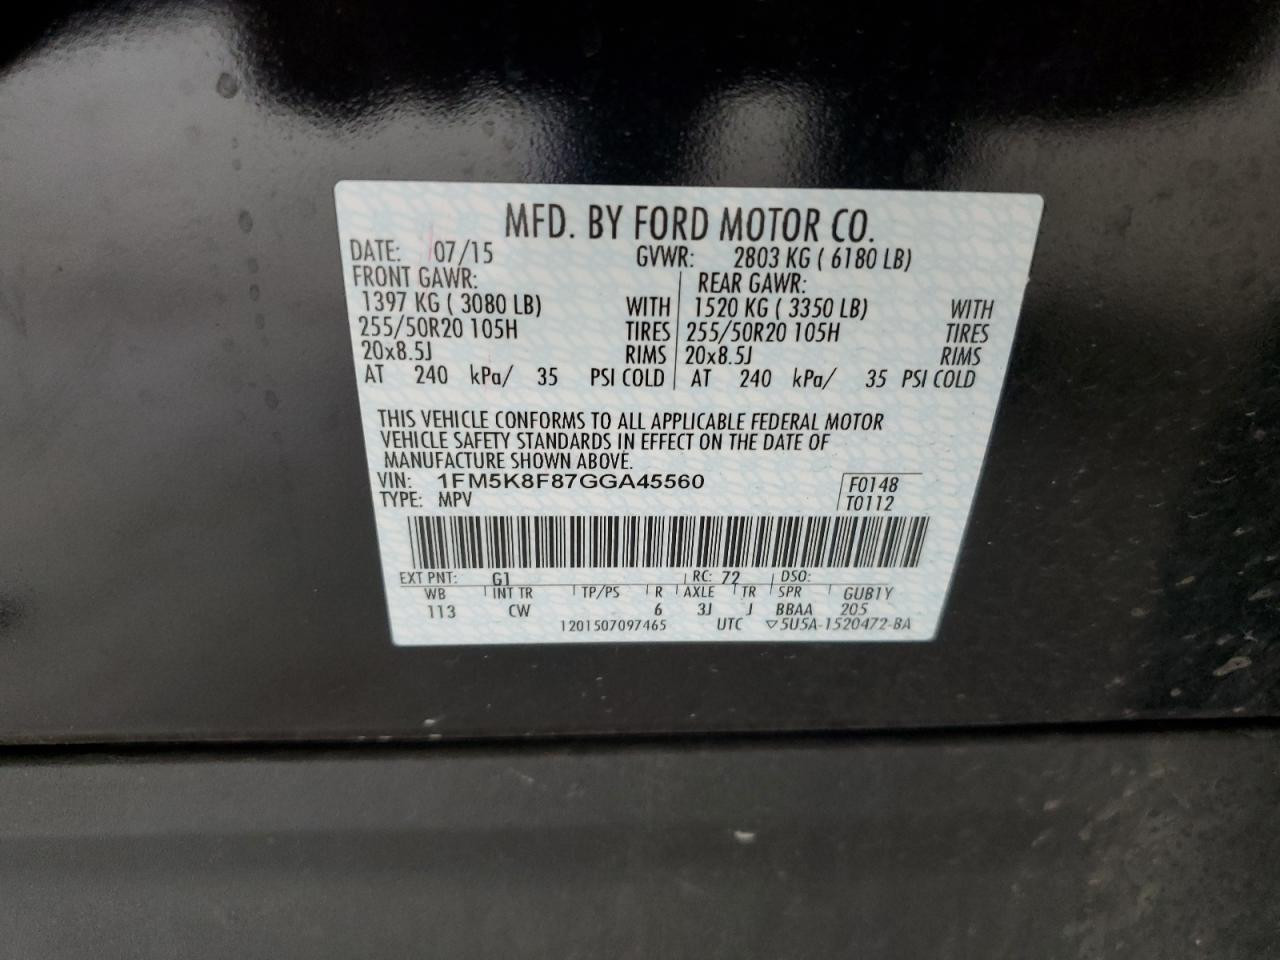 MFD. BY FORD MOTOR CO.
DATE: 07/15 GVWR: 2803 KG ( 6180 LB)
FRONT GAWR: REAR GAWR:
1397 KG ( 3080 LB) WITH 1520 KG ( 3350 LB) WITH
255/50R20 105H TIRES 255/50R20 105H TIRES
20x8.5J RIMS 20x8.5J RIMS
AT 240 kPa/ 35 PSI COLD AT 240 kPa/ 35 PSI COLD
THIS VEHICLE CONFORMS TO ALL APPLICABLE FEDERAL MOTOR
VEHICLE SAFETY STANDARDS IN EFFECT ON THE DATE OF
MANUFACTURE SHOWN ABOVE.
VIN: 1FM5K8F87GGA45560 F0148
TYPE: MPV T0112
EXT PNT: G1 RC: 72 DSO:
WB INT TR TP/PS R AXLE TR SPR GUB1Y
113 CW 6 3J J BBAA 205
1201507097465 UTC ▽5U5A-1520472-BA